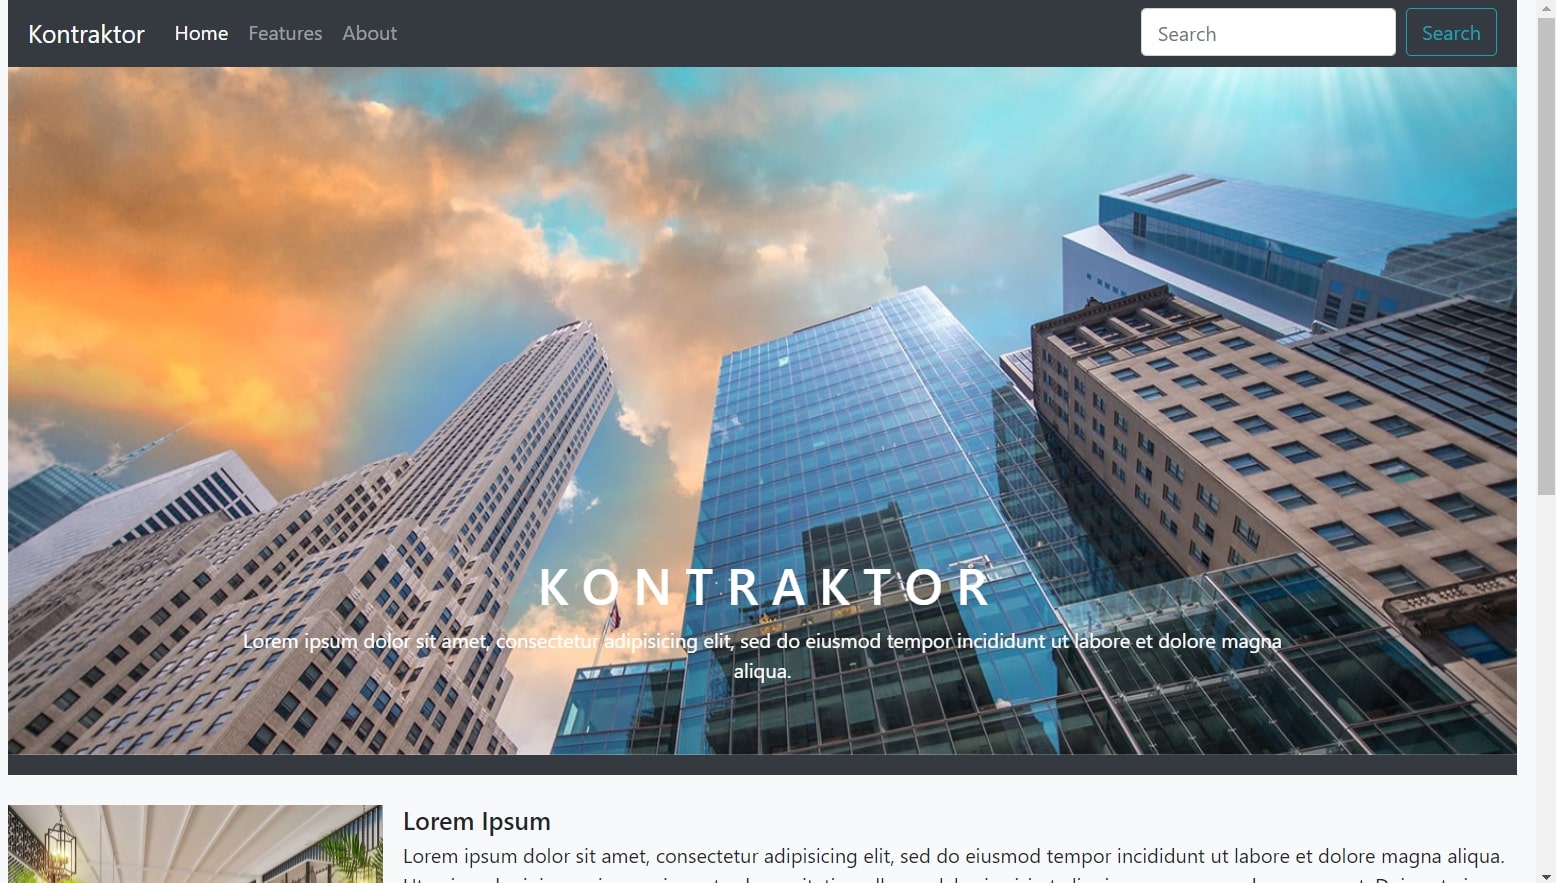 Kontraktor Home Features About Search Search
KONTRAKTOR
Lorem ipsum dolor sit amet, consectetur adipisicing elit, sed do eiusmod tempor incididunt ut labore et dolore magna
aliqua.
Lorem Ipsum
Lorem ipsum dolor sit amet, consectetur adipisicing elit, sed do eiusmod tempor incididunt ut labore et dolore magna aliqua.